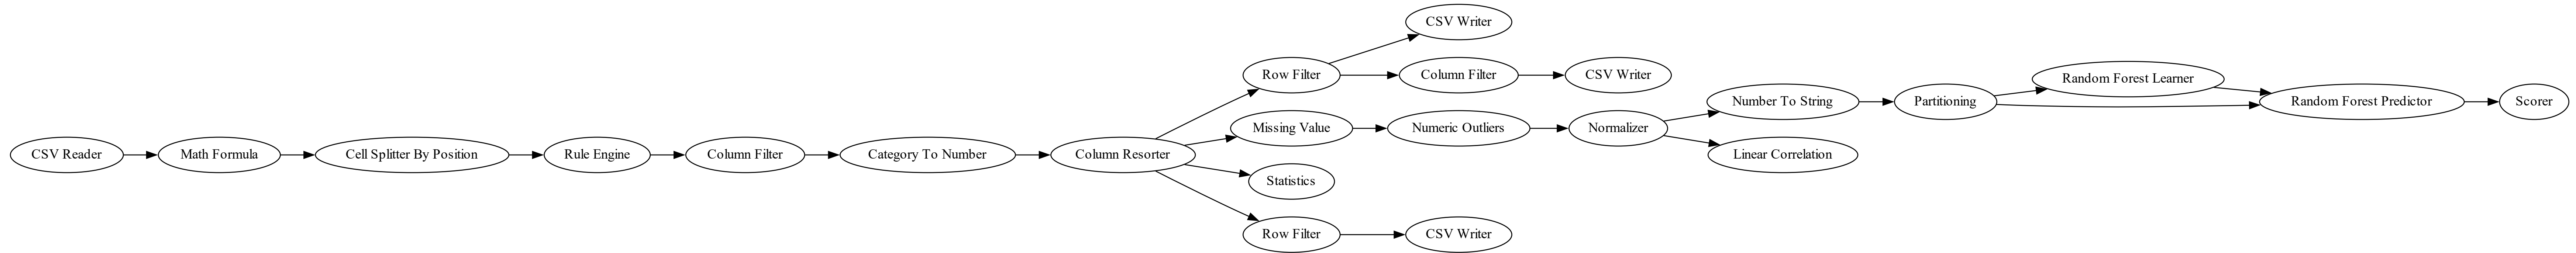 CSV Reader
Math Formula
Cell Splitter By Position
Rule Engine
Column Filter
Category To Number
Column Resorter
Row Filter
CSV Writer
Column Filter
CSV Writer
Missing Value
Numeric Outliers
Normalizer
Number To String
Partitioning
Random Forest Learner
Random Forest Predictor
Scorer
Linear Correlation
Statistics
Row Filter
CSV Writer